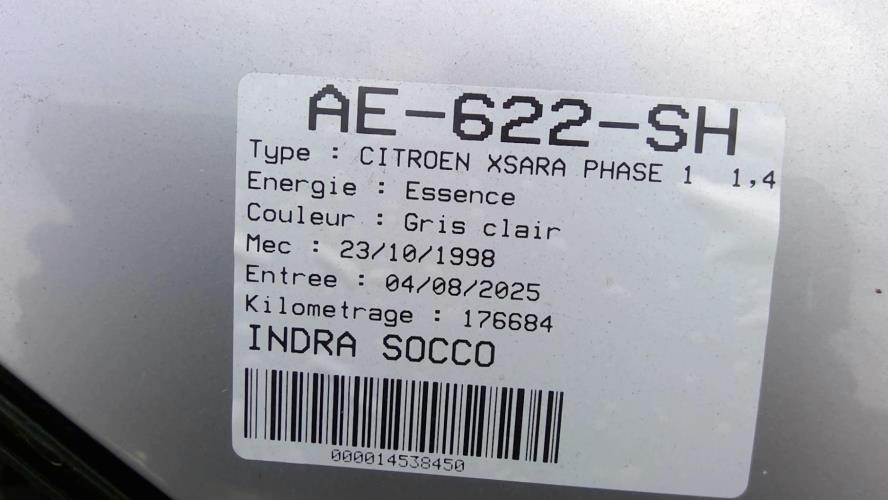 AE-622-SH
Type : CITROEN XSARA PHASE 1 1,4
Energie : Essence
Couleur : Gris clair
Mec : 23/10/1998
Entree : 04/08/2025
Kilometrage : 176684
INDRA SOCCO
000014538450